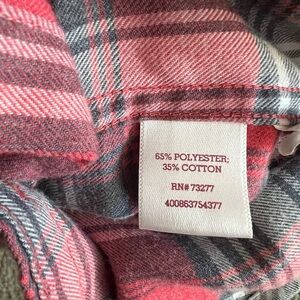 65% POLYESTER;
35% COTTON
RN# 73277
400863754377